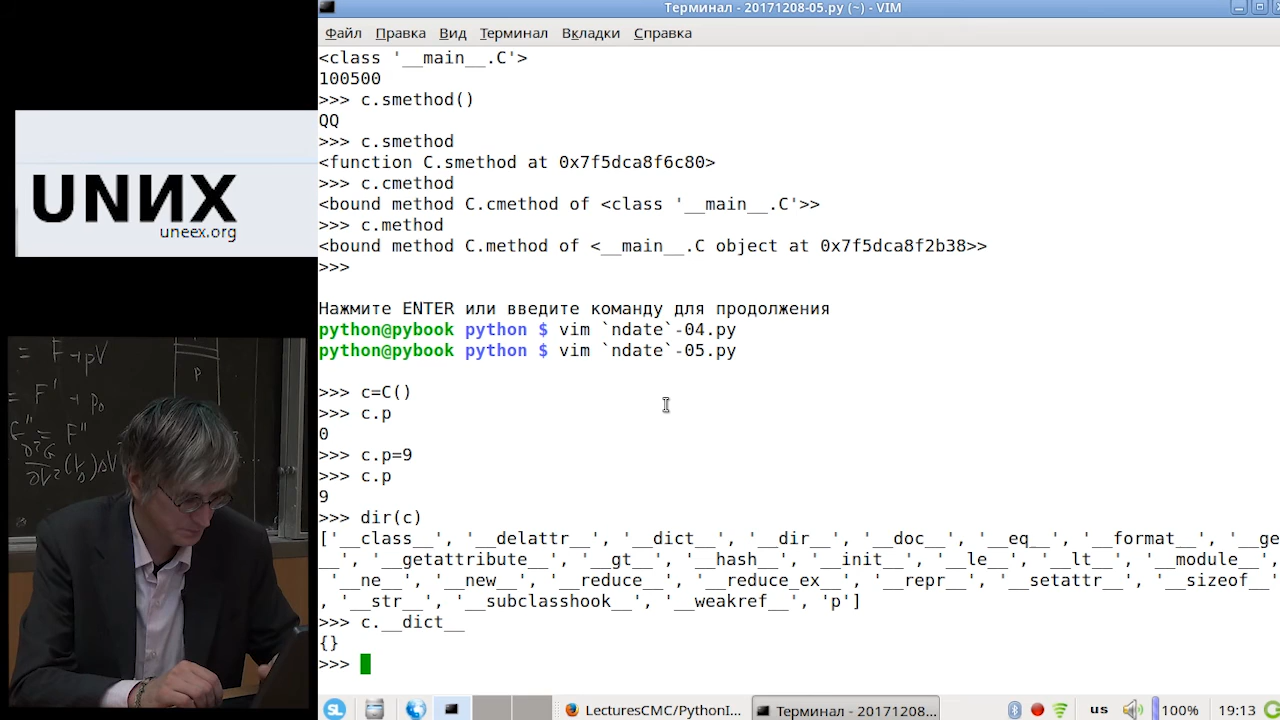 Терминал - 20171208-05.py (~) - VIM
Файл Правка Вид Терминал Вкладки Справка
<class '__main__.C'>
100500
>>> c.smethod()
QQ
>>> c.smethod
<function C.smethod at 0x7f5dca8f6c80>
>>> c.cmethod
<bound method C.cmethod of <class '__main__.C'>>
>>> c.method
<bound method C.method of <__main__.C object at 0x7f5dca8f2b38>>
>>>
Нажмите ENTER или введите команду для продолжения
python@pybook python $ vim `ndate`-04.py
python@pybook python $ vim `ndate`-05.py
>>> c=C()
>>> c.p
0
>>> c.p=9
>>> c.p
9
>>> dir(c)
['__class__', '__delattr__', '__dict__', '__dir__', '__doc__', '__eq__', '__format__', '__ge
__', '__getattribute__', '__gt__', '__hash__', '__init__', '__le__', '__lt__', '__module__',
'__ne__', '__new__', '__reduce__', '__reduce_ex__', '__repr__', '__setattr__', '__sizeof__'
, '__str__', '__subclasshook__', '__weakref__', 'p']
>>> c.__dict__
{}
>>>
UNИX
uneex.org
= F + pV
= F' + p₀
G'' = F''
SL
LecturesCMC/PythonI...
Терминал - 20171208...
us
100%
19:13